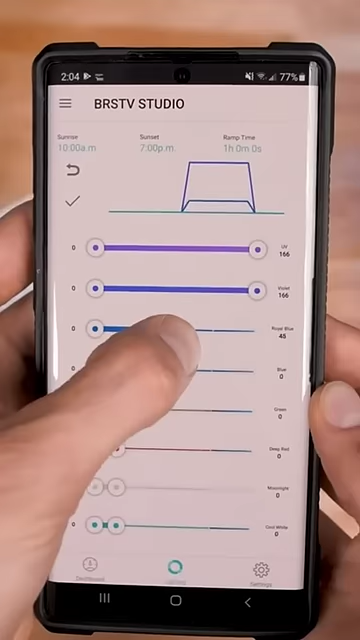 2:04 77%
BRSTV STUDIO
Sunrise Sunset Ramp Time
10:00a.m 7:00p.m. 1h 0m 0s
0 UV 166
0 Violet 166
0 Royal Blue 48
Blue 0
Green 0
Deep Red 0
Moonlight 0
0 Cool White 0
Dashboard Settings